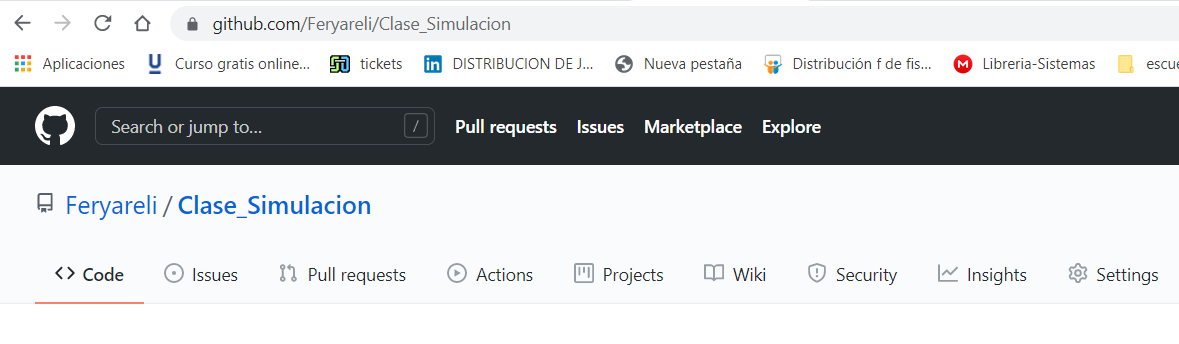 github.com/Feryareli/Clase_Simulacion
Aplicaciones Curso gratis online... tickets DISTRIBUCION DE J... Nueva pestaña Distribución f de fis... Libreria-Sistemas escue
Search or jump to... / Pull requests Issues Marketplace Explore
Feryareli / Clase_Simulacion
Code Issues Pull requests Actions Projects Wiki Security Insights Settings